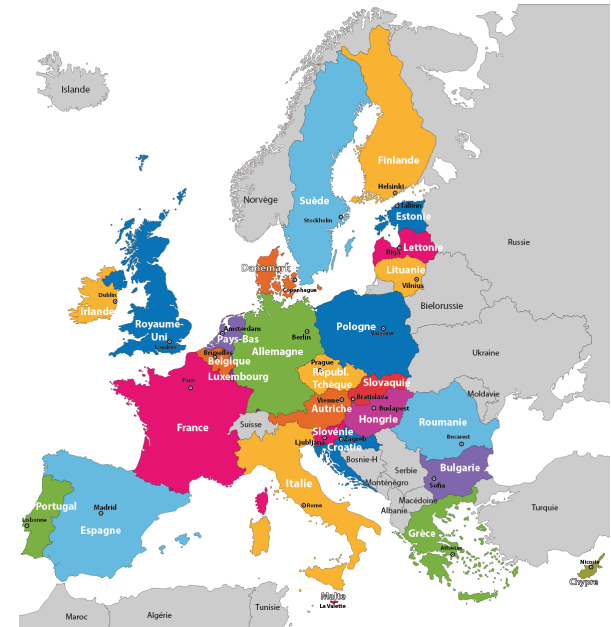 Islande
Finlande
Helsinki
Norvège
Suède
Stockholm
Tallinn
Estonie
Russie
Riga
Lettonie
Danemark
Copenhague
Lituanie
Vilnius
Dublin
Irlande
Bielorussie
Royaume-
Uni
Londres
Amsterdam
Pays-Bas
Berlin
Pologne
Varsovie
Bruxelles
Belgique
Allemagne
Ukraine
Luxembourg
Prague
Républ.
Tchèque
Paris
Slovaquie
Moldavie
Vienne
Bratislava
Autriche
Budapest
Hongrie
France
Suisse
Slovénie
Ljubljana
Zagreb
Croatie
Roumanie
Bucarest
Bosnie-H
Serbie
Bulgarie
Sofia
Monténégro
Italie
Macédoine
Albanie
Portugal
Lisbonne
Madrid
Espagne
Rome
Turquie
Grèce
Athènes
Nicosie
Chypre
Malte
La Valette
Tunisie
Maroc
Algérie